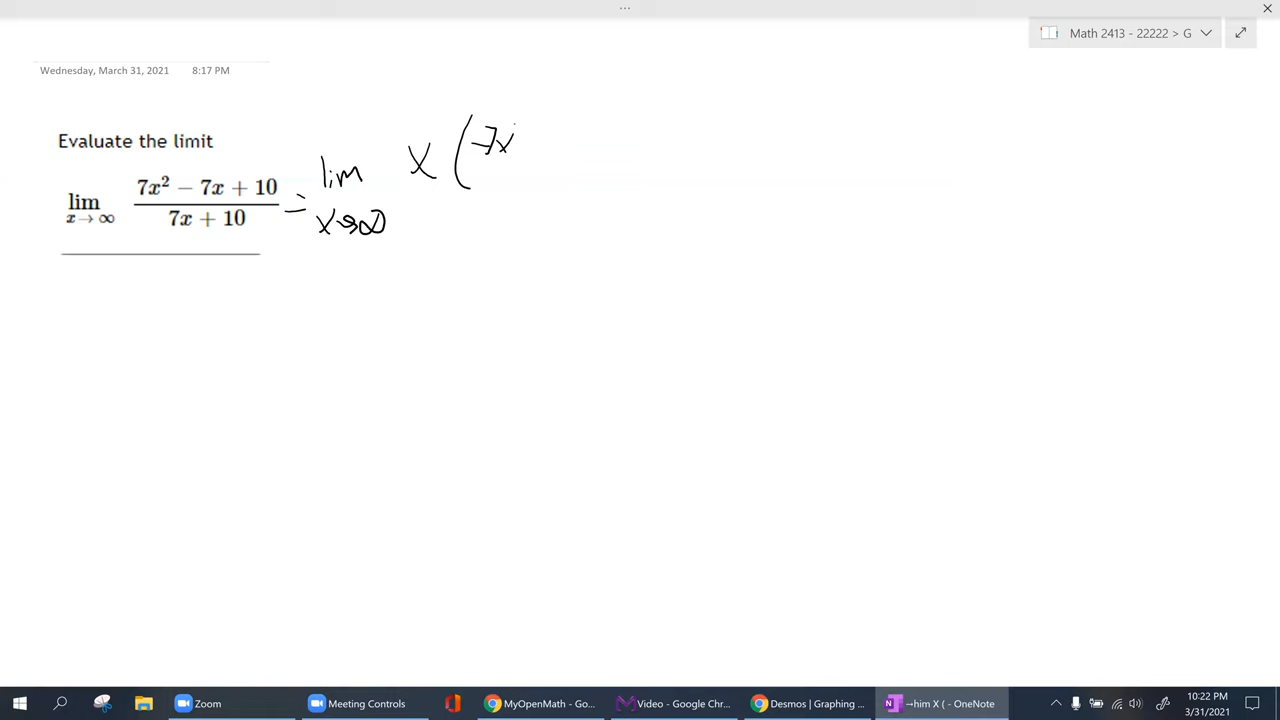 ...
Math 2413 - 22222 > G
Wednesday, March 31, 2021 8:17 PM
Evaluate the limit
lim x→∞ (7x² − 7x + 10)/(7x + 10) = lim x→∞ x (7x
Zoom
Meeting Controls
MyOpenMath - Go...
Video - Google Chr...
Desmos | Graphing ...
→him X ( - OneNote
10:22 PM
3/31/2021